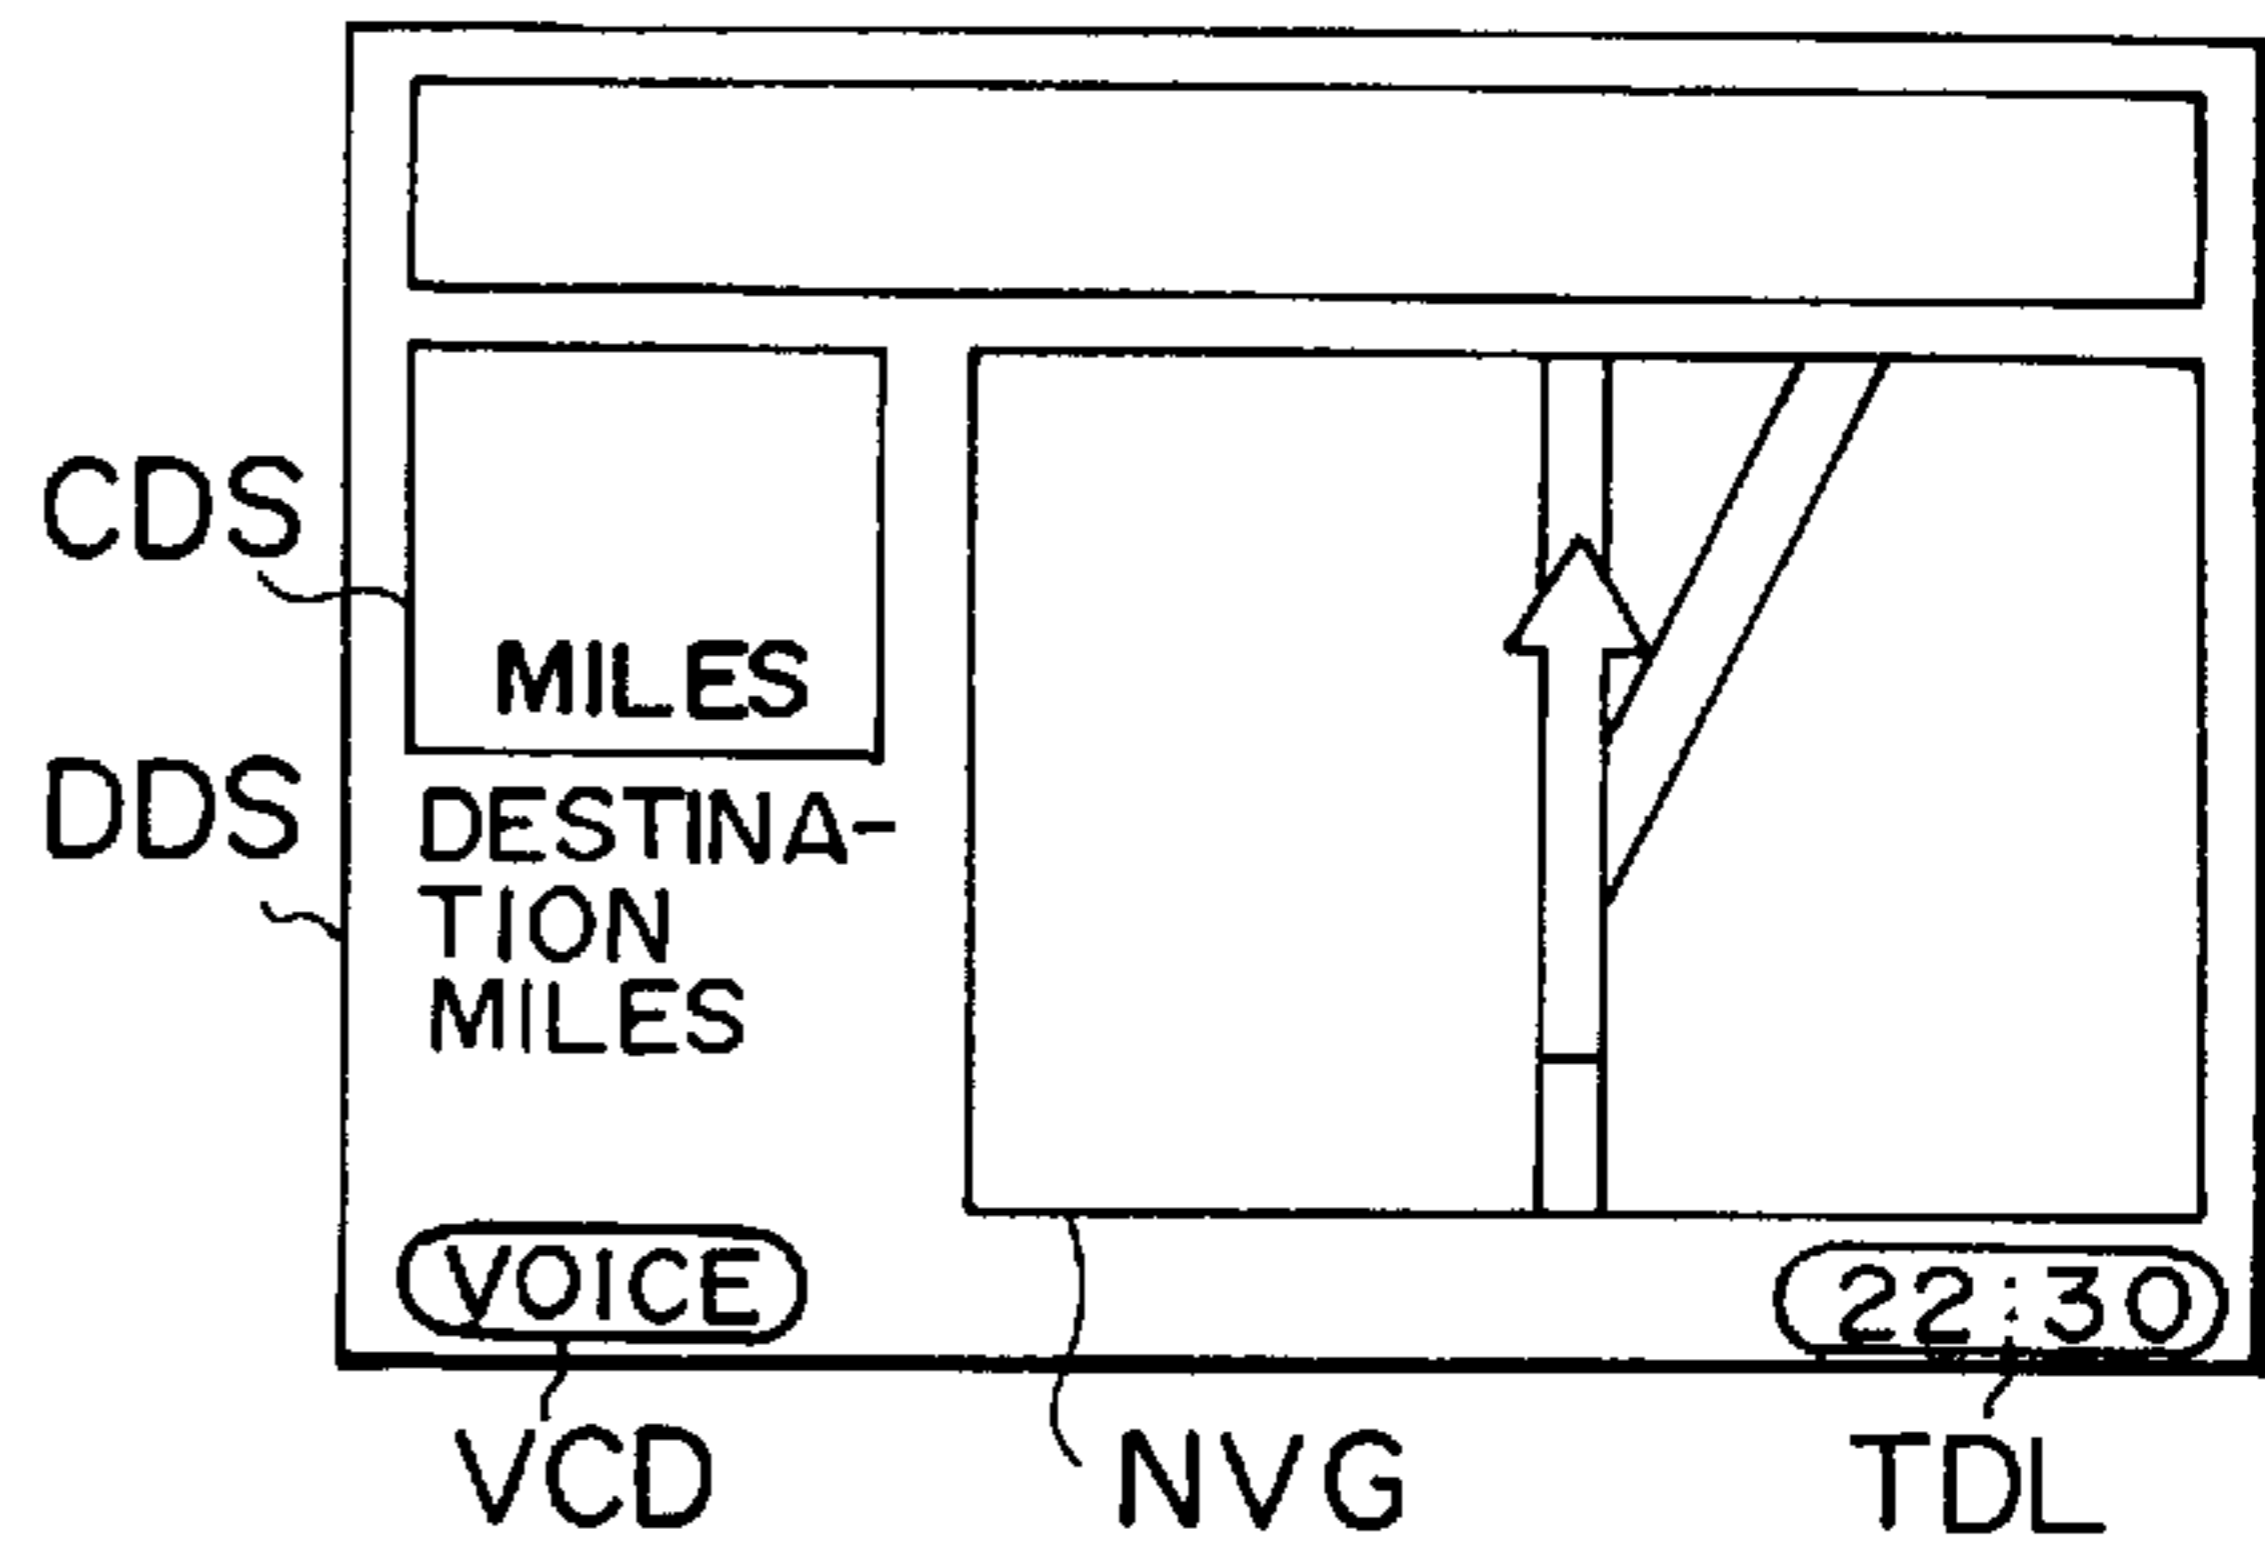 CDS
MILES
DDS
DESTINA-
TION
MILES
VOICE
22:30
VCD
NVG
TDL